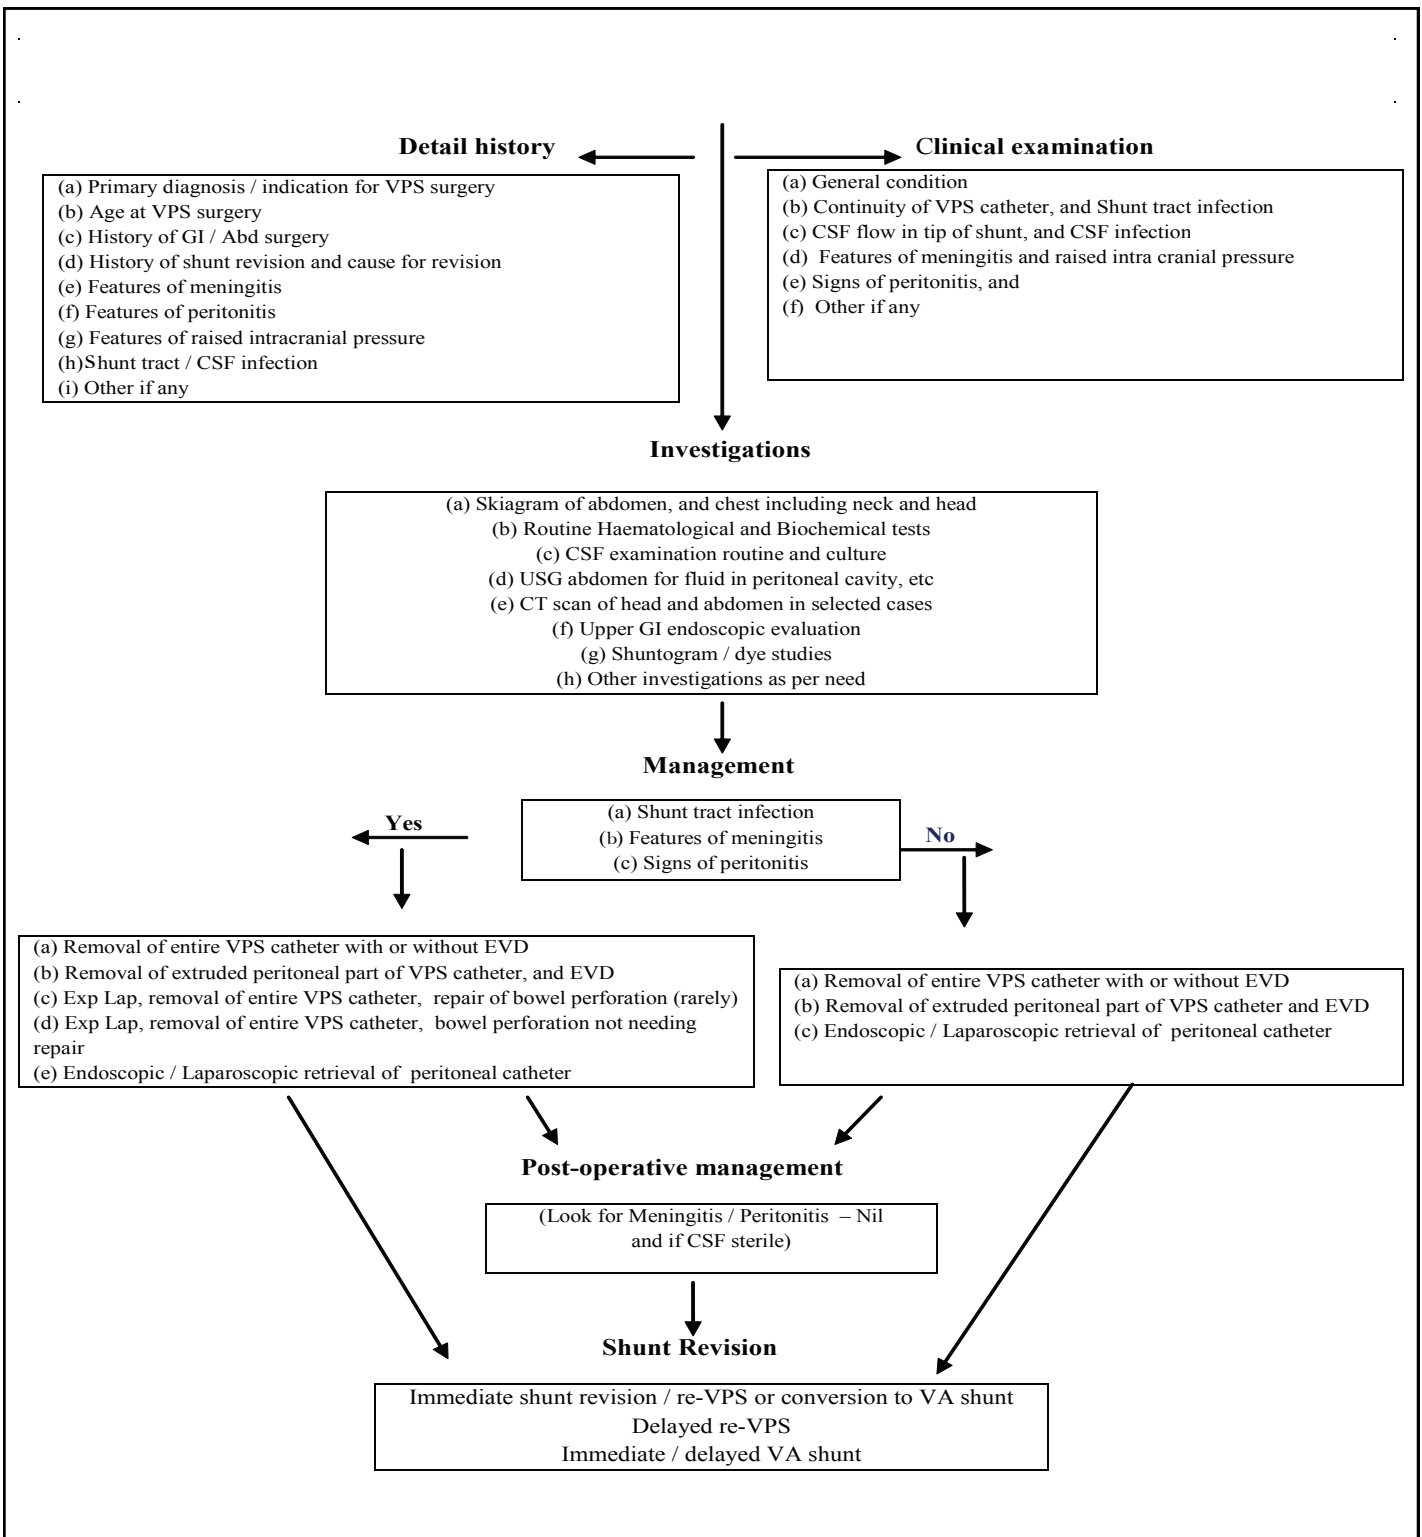 Detail history
(a) Primary diagnosis / indication for VPS surgery
(b) Age at VPS surgery
(c) History of GI / Abd surgery
(d) History of shunt revision and cause for revision
(e) Features of meningitis
(f) Features of peritonitis
(g) Features of raised intracranial pressure
(h)Shunt tract / CSF infection
(i) Other if any
Clinical examination
(a) General condition
(b) Continuity of VPS catheter, and Shunt tract infection
(c) CSF flow in tip of shunt, and CSF infection
(d) Features of meningitis and raised intra cranial pressure
(e) Signs of peritonitis, and
(f) Other if any
Investigations
(a) Skiagram of abdomen, and chest including neck and head
(b) Routine Haematological and Biochemical tests
(c) CSF examination routine and culture
(d) USG abdomen for fluid in peritoneal cavity, etc
(e) CT scan of head and abdomen in selected cases
(f) Upper GI endoscopic evaluation
(g) Shuntogram / dye studies
(h) Other investigations as per need
Management
(a) Shunt tract infection
(b) Features of meningitis
(c) Signs of peritonitis
Yes
No
(a) Removal of entire VPS catheter with or without EVD
(b) Removal of extruded peritoneal part of VPS catheter, and EVD
(c) Exp Lap, removal of entire VPS catheter, repair of bowel perforation (rarely)
(d) Exp Lap, removal of entire VPS catheter, bowel perforation not needing
repair
(e) Endoscopic / Laparoscopic retrieval of peritoneal catheter
(a) Removal of entire VPS catheter with or without EVD
(b) Removal of extruded peritoneal part of VPS catheter and EVD
(c) Endoscopic / Laparoscopic retrieval of peritoneal catheter
Post-operative management
(Look for Meningitis / Peritonitis – Nil
and if CSF sterile)
Shunt Revision
Immediate shunt revision / re-VPS or conversion to VA shunt
Delayed re-VPS
Immediate / delayed VA shunt